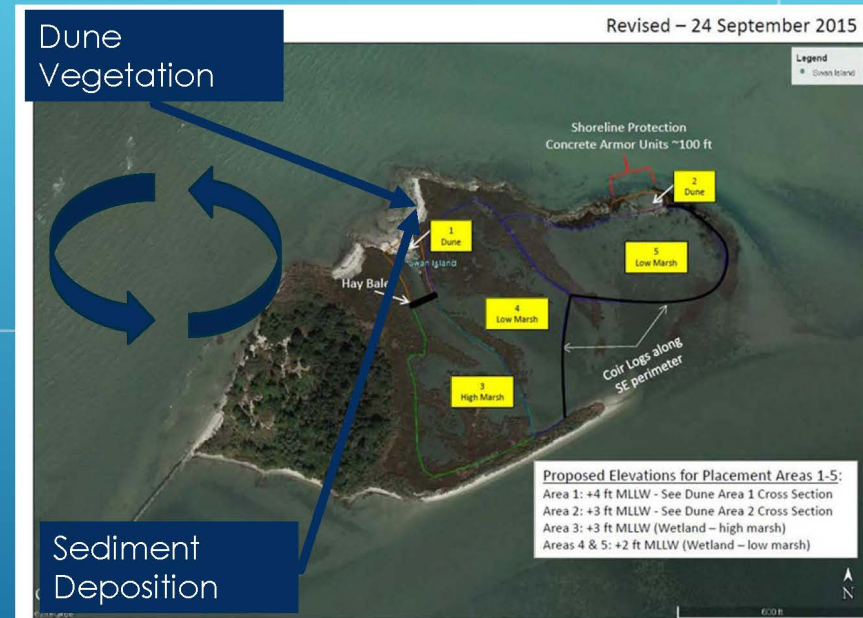 Revised – 24 September 2015
Dune
Vegetation
Legend
Swan Island
Shoreline Protection
Concrete Armor Units ~100 ft
2
Dune
1
Dune
Swan Island
5
Low Marsh
Hay Bale
4
Low Marsh
Coir Logs along
SE perimeter
3
High Marsh
Proposed Elevations for Placement Areas 1-5:
Area 1: +4 ft MLLW - See Dune Area 1 Cross Section
Area 2: +3 ft MLLW - See Dune Area 2 Cross Section
Area 3: +3 ft MLLW (Wetland – high marsh)
Areas 4 & 5: +2 ft MLLW (Wetland – low marsh)
Sediment
Deposition
N
600 ft